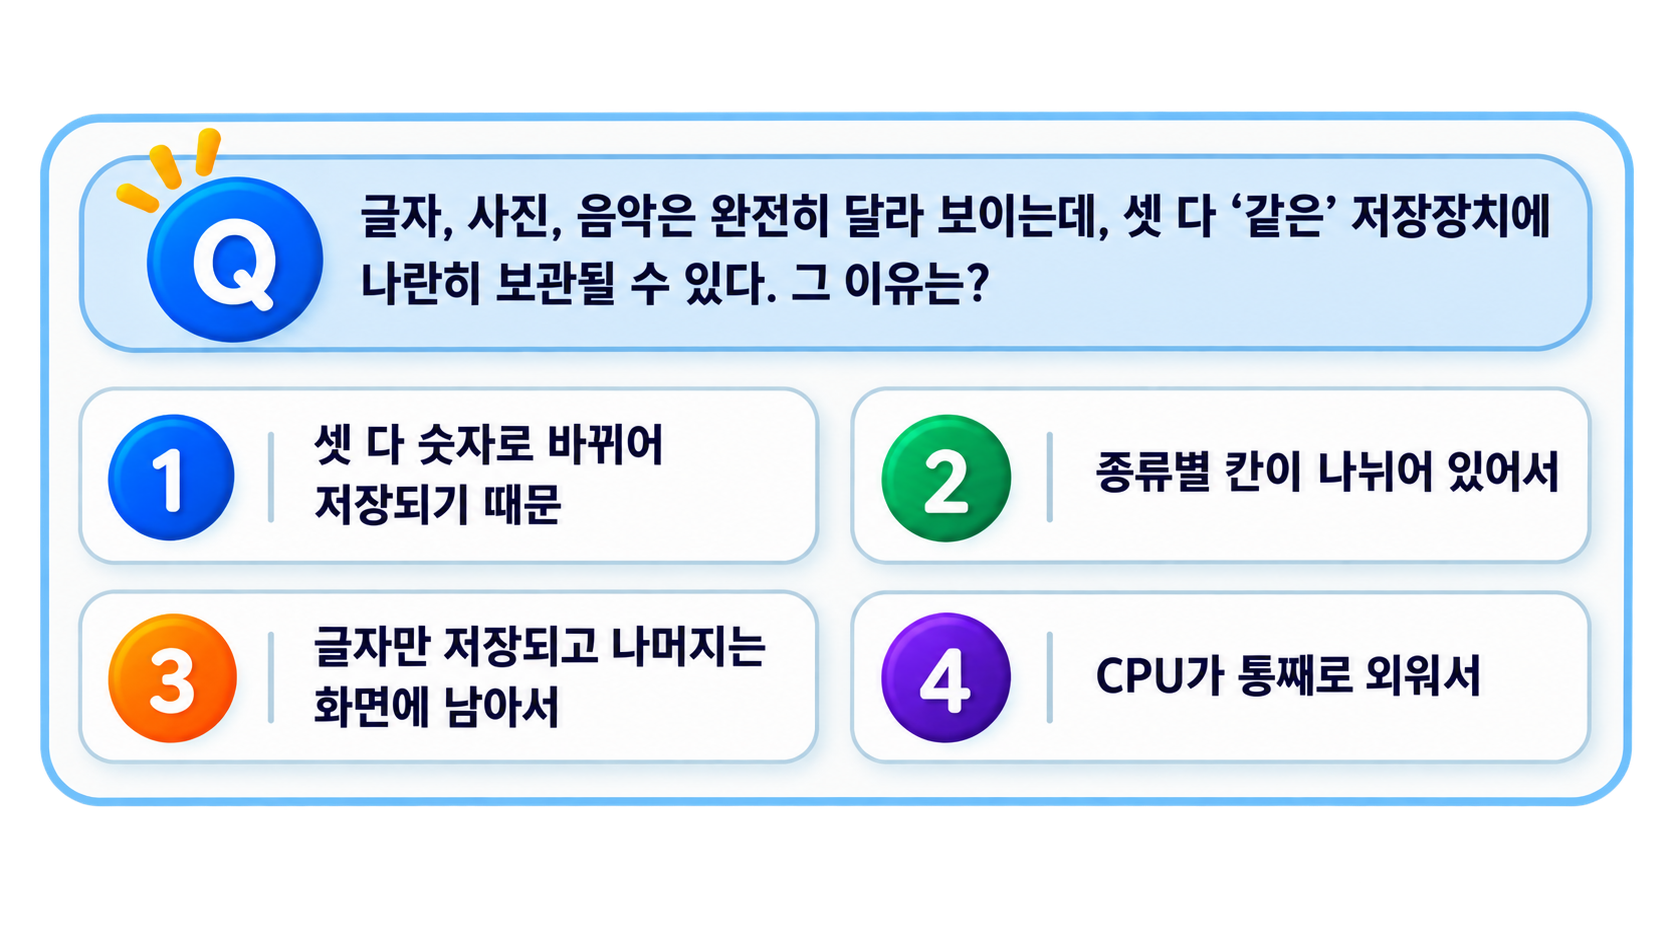 Q
글자, 사진, 음악은 완전히 달라 보이는데, 셋 다 ‘같은’ 저장장치에
나란히 보관될 수 있다. 그 이유는?
1
셋 다 숫자로 바뀌어
저장되기 때문
2
종류별 칸이 나뉘어 있어서
3
글자만 저장되고 나머지는
화면에 남아서
4
CPU가 통째로 외워서